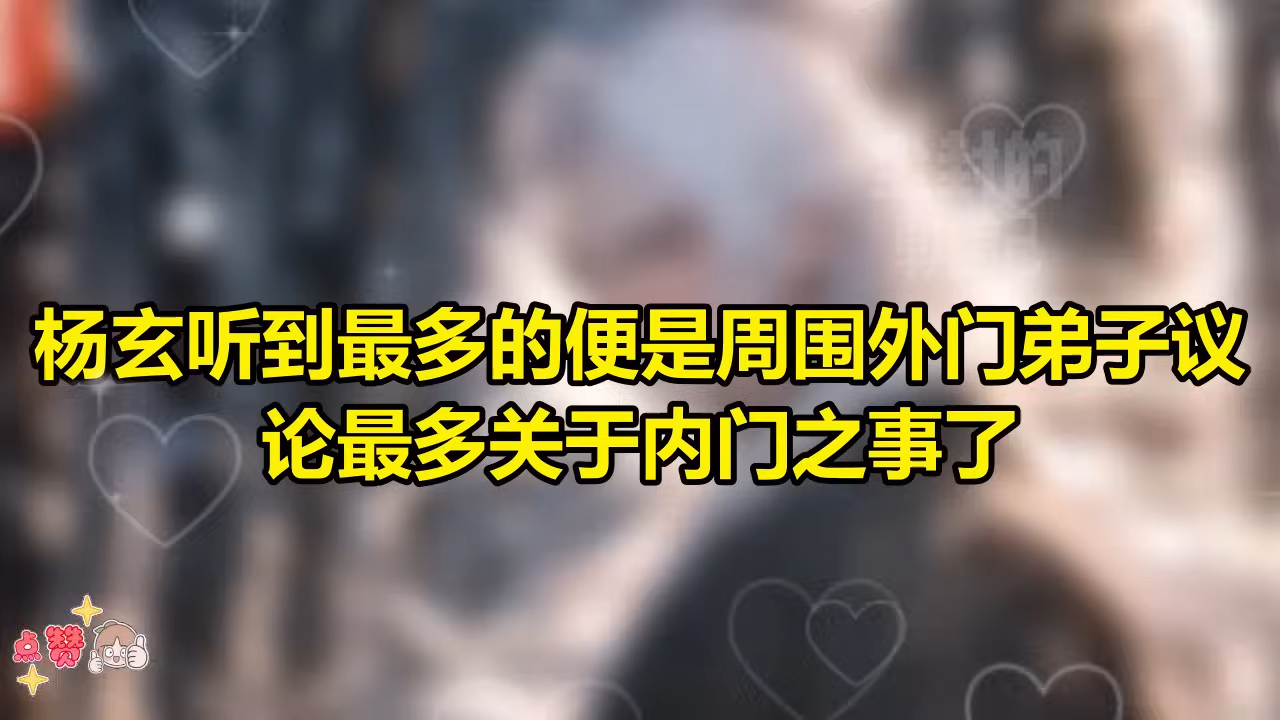 杨玄听到最多的便是周围外门弟子议
论最多关于内门之事了
点赞